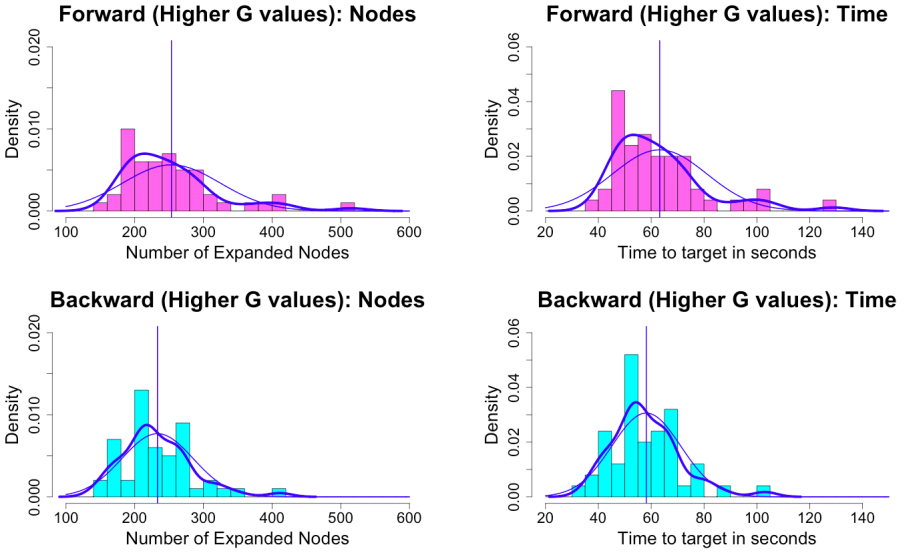 Forward (Higher G values): Nodes
Density
0.000 0.010 0.020
100 200 300 400 500 600
Number of Expanded Nodes
Forward (Higher G values): Time
Density
0.00 0.02 0.04 0.06
20 40 60 80 100 120 140
Time to target in seconds
Backward (Higher G values): Nodes
Density
0.000 0.010 0.020
100 200 300 400 500 600
Number of Expanded Nodes
Backward (Higher G values): Time
Density
0.00 0.02 0.04 0.06
20 40 60 80 100 120 140
Time to target in seconds